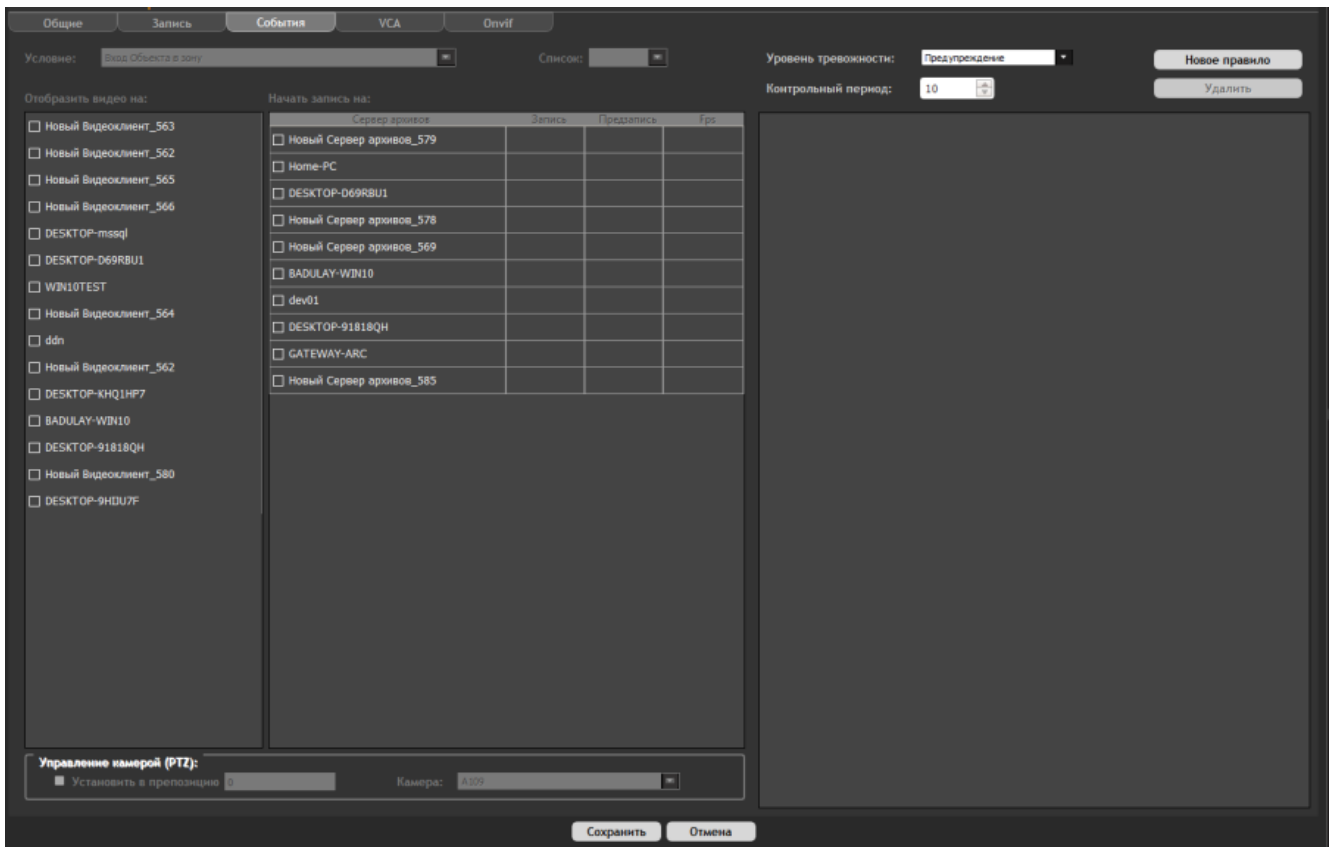 Общие Запись События VCA Onvif
Условие: Вход Объекта в зону Список: Уровень тревожности: Предупреждение Новое правило
Контрольный период: 10 Удалить
Отобразить видео на: Начать запись на:
Сервер архивов Запись Предзапись Fps
Новый Видеоклиент_563
Новый Видеоклиент_562
Новый Видеоклиент_565
Новый Видеоклиент_566
DESKTOP-mssql
DESKTOP-D69RBU1
WIN10TEST
Новый Видеоклиент_564
ddn
Новый Видеоклиент_562
DESKTOP-KHQ1HP7
BADULAY-WIN10
DESKTOP-91818QH
Новый Видеоклиент_580
DESKTOP-9HIJU7F
Новый Сервер архивов_579
Home-PC
DESKTOP-D69RBU1
Новый Сервер архивов_578
Новый Сервер архивов_569
BADULAY-WIN10
dev01
DESKTOP-91818QH
GATEWAY-ARC
Новый Сервер архивов_585
Управление камерой (PTZ):
Установить в препозицию 0 Камера: A109
Сохранить Отмена